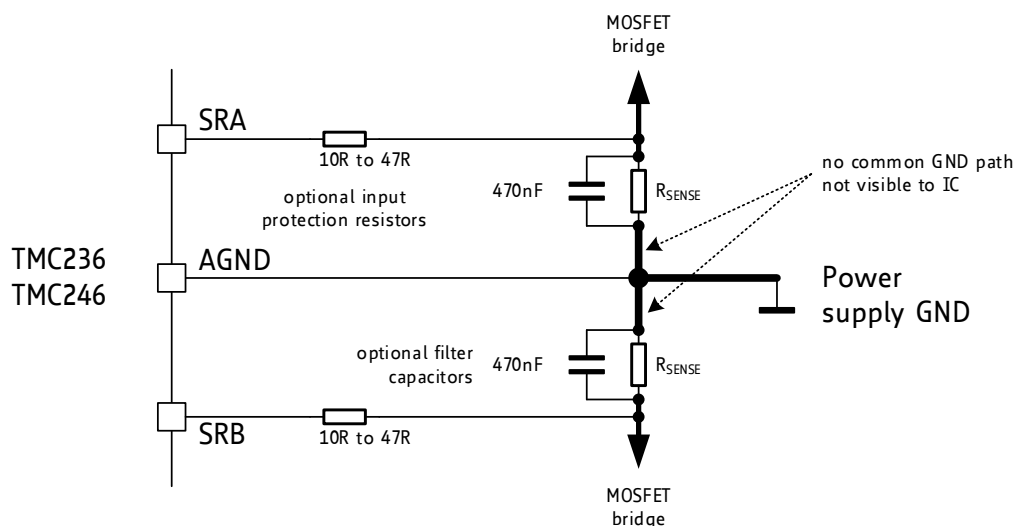 MOSFET
bridge
SRA
10R to 47R
optional input
protection resistors
470nF
RSENSE
no common GND path
not visible to IC
TMC236
TMC246
AGND
Power
supply GND
optional filter
capacitors
470nF
RSENSE
SRB
10R to 47R
MOSFET
bridge